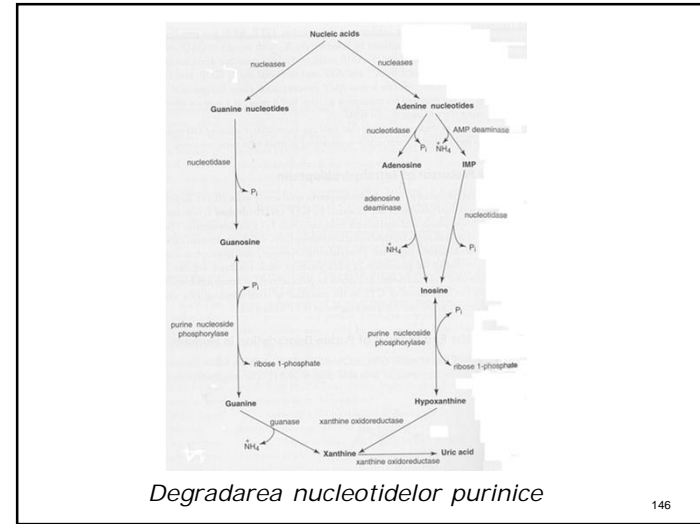 Nucleic acids
nucleases
nucleases
Guanine nucleotides
Adenine nucleotides
nucleotidase
AMP deaminase
Pi
NH4+
Adenosine
IMP
nucleotidase
Pi
adenosine
deaminase
nucleotidase
Guanosine
NH4+
Pi
Inosine
Pi
Pi
purine nucleoside
phosphorylase
purine nucleoside
phosphorylase
ribose 1-phosphate
ribose 1-phosphate
Guanine
Hypoxanthine
guanase
xanthine oxidoreductase
NH4+
Xanthine
Uric acid
xanthine oxidoreductase
Degradarea nucleotidelor purinice
146